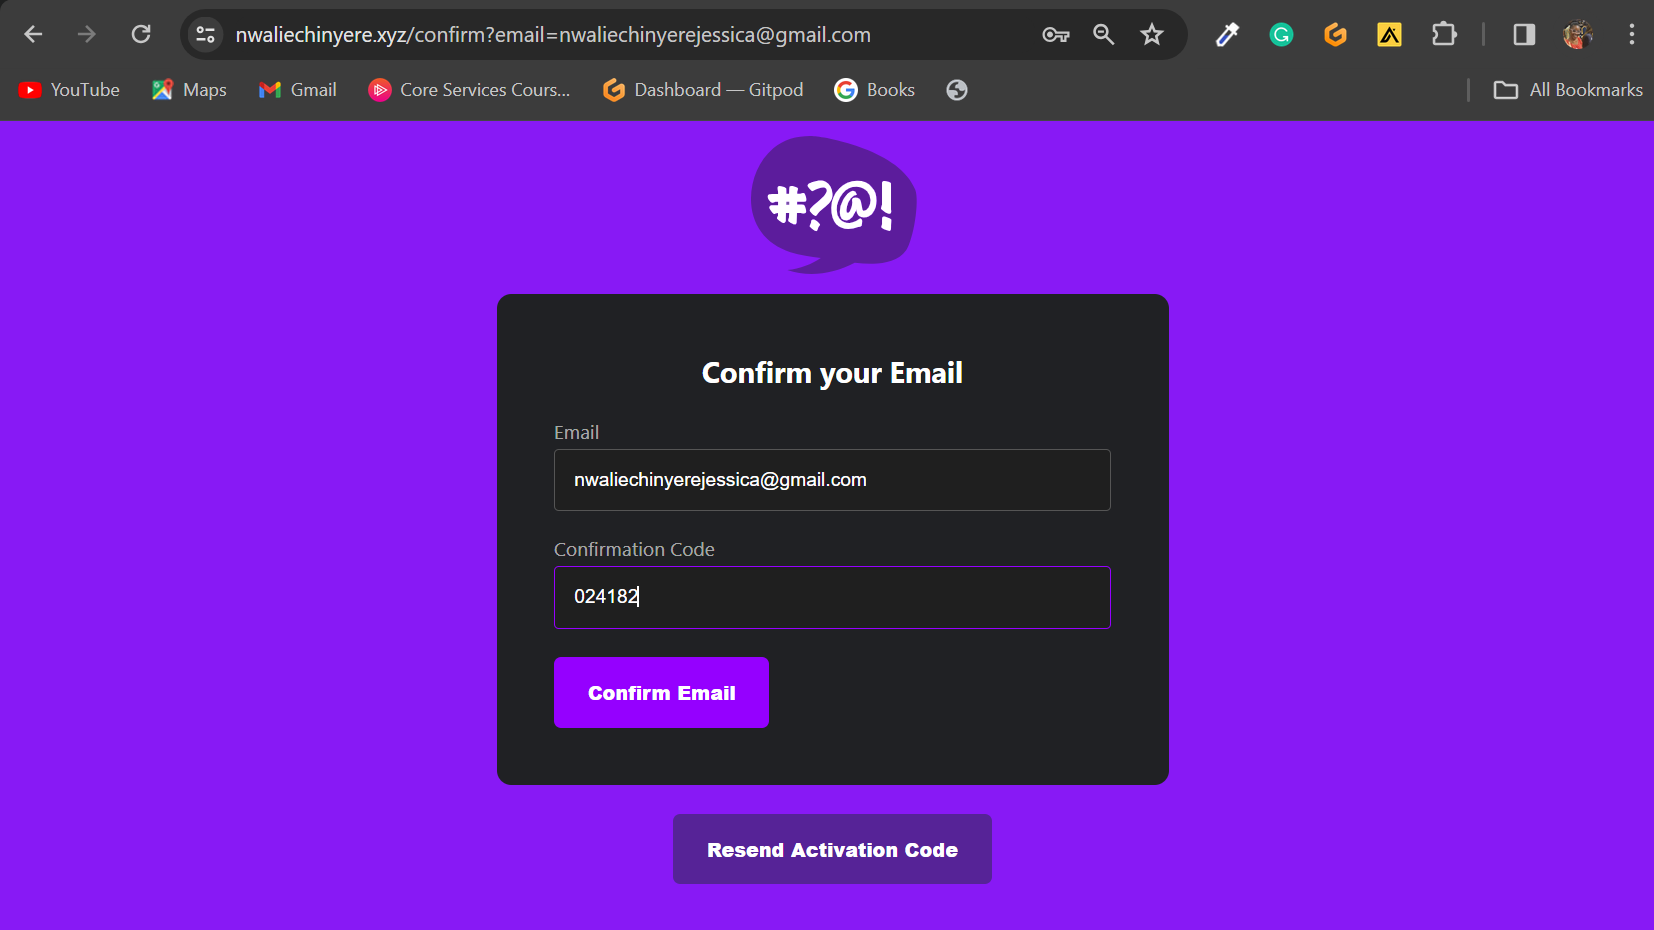 nwaliechinyere.xyz/confirm?email=nwaliechinyerejessica@gmail.com
YouTube Maps Gmail Core Services Cours... Dashboard — Gitpod Books All Bookmarks
#?@!
Confirm your Email
Email
nwaliechinyerejessica@gmail.com
Confirmation Code
024182
Confirm Email
Resend Activation Code